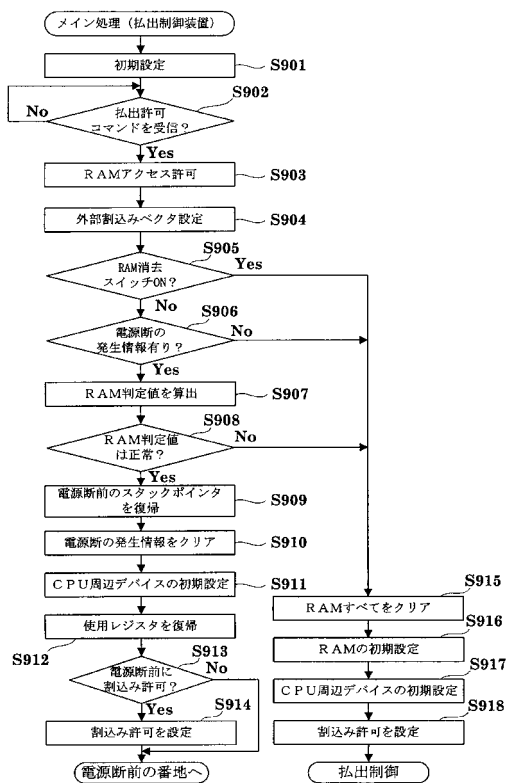 メイン処理（払出制御装置）
初期設定
S901
S902
No
払出許可
コマンドを受信？
Yes
ＲＡＭアクセス許可
S903
外部割込みベクタ設定
S904
S905
RAM消去
スイッチON？
Yes
No
S906
電源断の
発生情報有り？
No
Yes
ＲＡＭ判定値を算出
S907
S908
ＲＡＭ判定値
は正常？
No
Yes
電源断前のスタックポインタ
を復帰
S909
電源断の発生情報をクリア
S910
ＣＰＵ周辺デバイスの初期設定
S911
使用レジスタを復帰
S912
S913
電源断前に
割込み許可？
No
Yes
S914
割込み許可を設定
電源断前の番地へ
S915
ＲＡＭすべてをクリア
S916
ＲＡＭの初期設定
S917
ＣＰＵ周辺デバイスの初期設定
S918
割込み許可を設定
払出制御